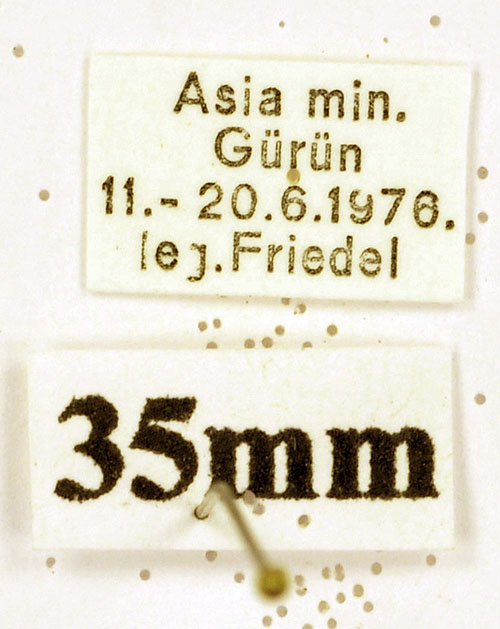 Asia min.
Gürün
11.- 20.6.1976.
leg. Friedel
35mm